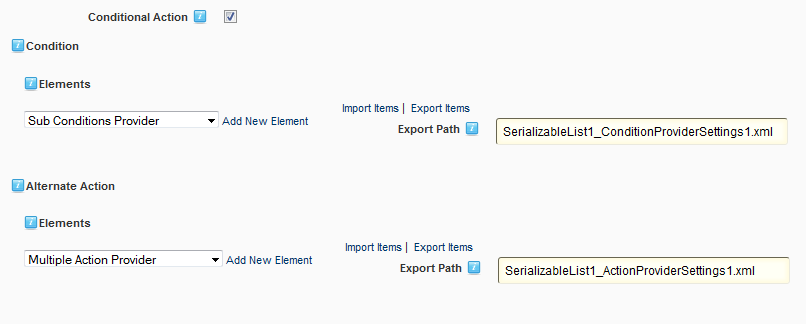 Conditional Action
Condition
Elements
Import Items | Export Items
Sub Conditions Provider Add New Element
Export Path SerializableList1_ConditionProviderSettings1.xml
Alternate Action
Elements
Import Items | Export Items
Multiple Action Provider Add New Element
Export Path SerializableList1_ActionProviderSettings1.xml